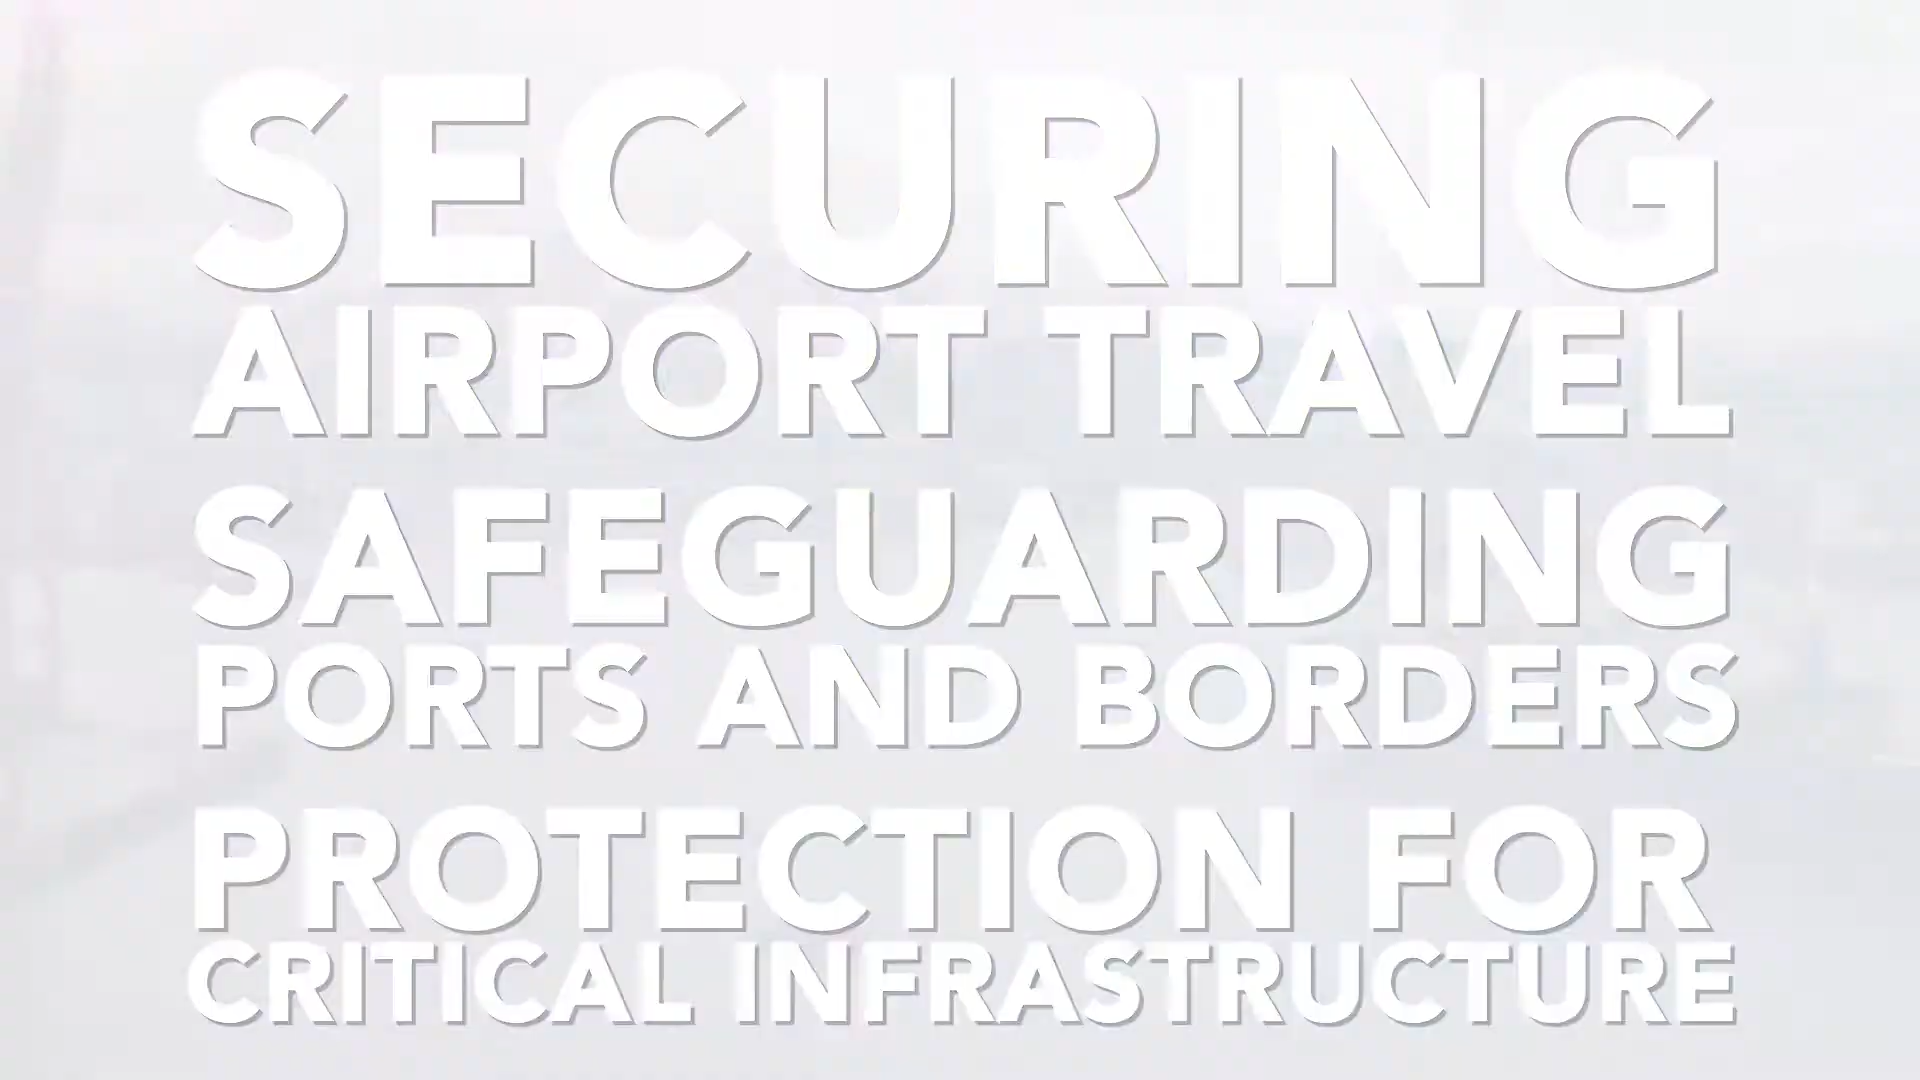 SECURING
AIRPORT TRAVEL
SAFEGUARDING
PORTS AND BORDERS
PROTECTION FOR
CRITICAL INFRASTRUCTURE